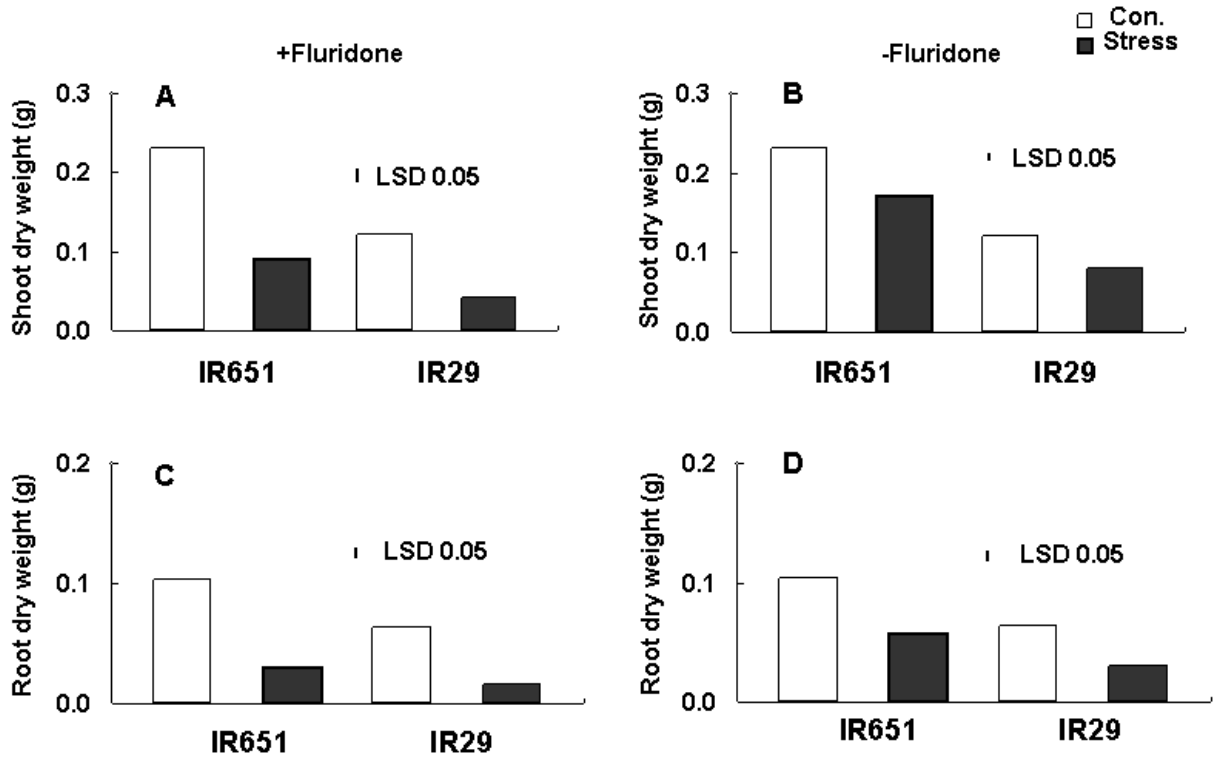 Con.
Stress
+Fluridone
-Fluridone
A
Shoot dry weight (g)
0.3
0.2
0.1
0.0
LSD 0.05
IR651 IR29
B
Shoot dry weight (g)
0.3
0.2
0.1
0.0
LSD 0.05
IR651 IR29
C
Root dry weight (g)
0.2
0.1
0.0
LSD 0.05
IR651 IR29
D
Root dry weight (g)
0.2
0.1
0.0
LSD 0.05
IR651 IR29